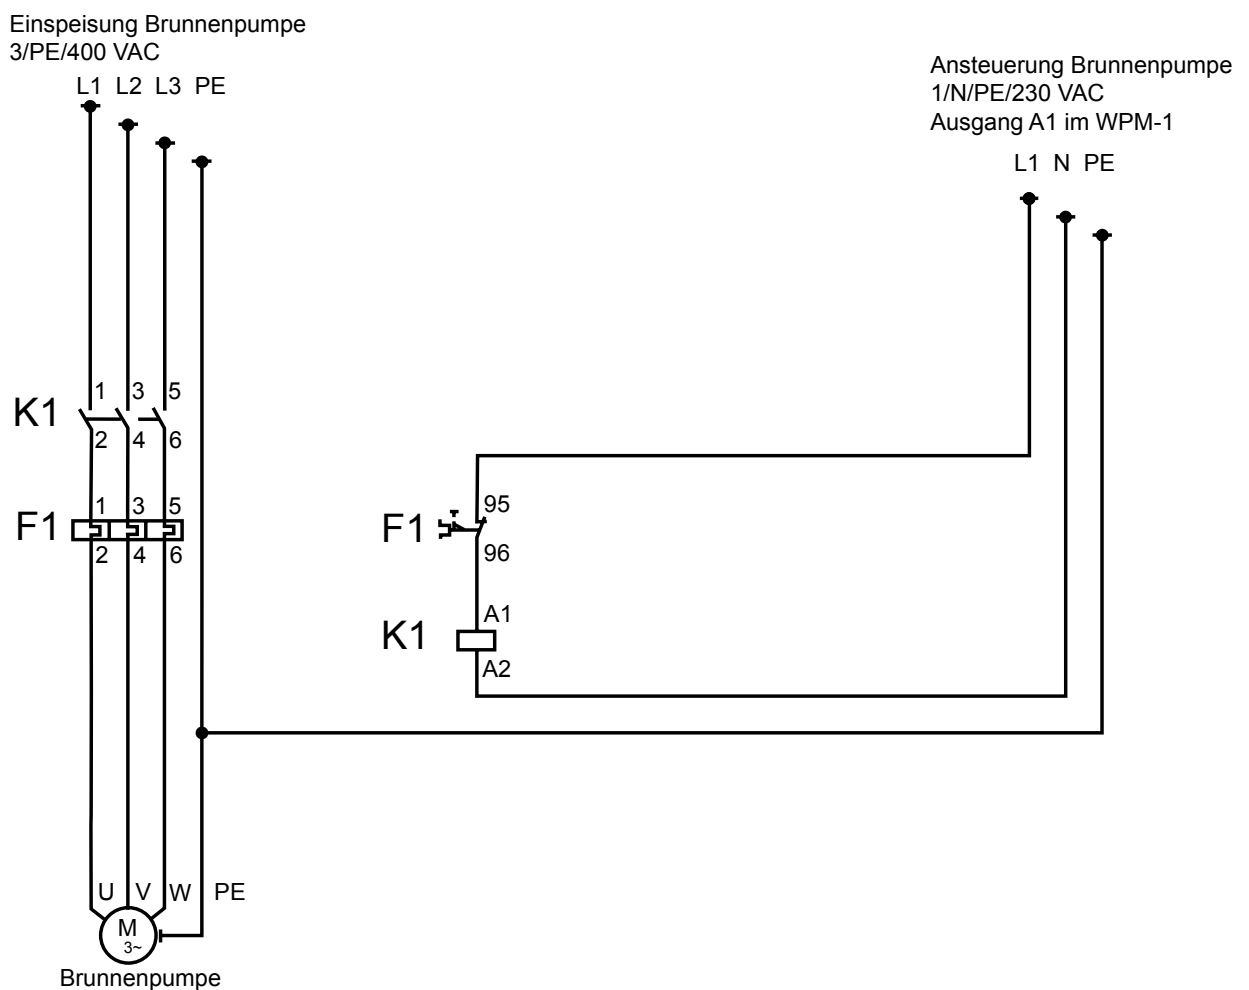 Einspeisung Brunnenpumpe
3/PE/400 VAC
L1 L2 L3 PE
Ansteuerung Brunnenpumpe
1/N/PE/230 VAC
Ausgang A1 im WPM-1
L1 N PE
1 3 5
K1
2 4 6
1 3 5
F1
2 4 6
95
F1
96
A1
K1
A2
U V W PE
M
3~
Brunnenpumpe